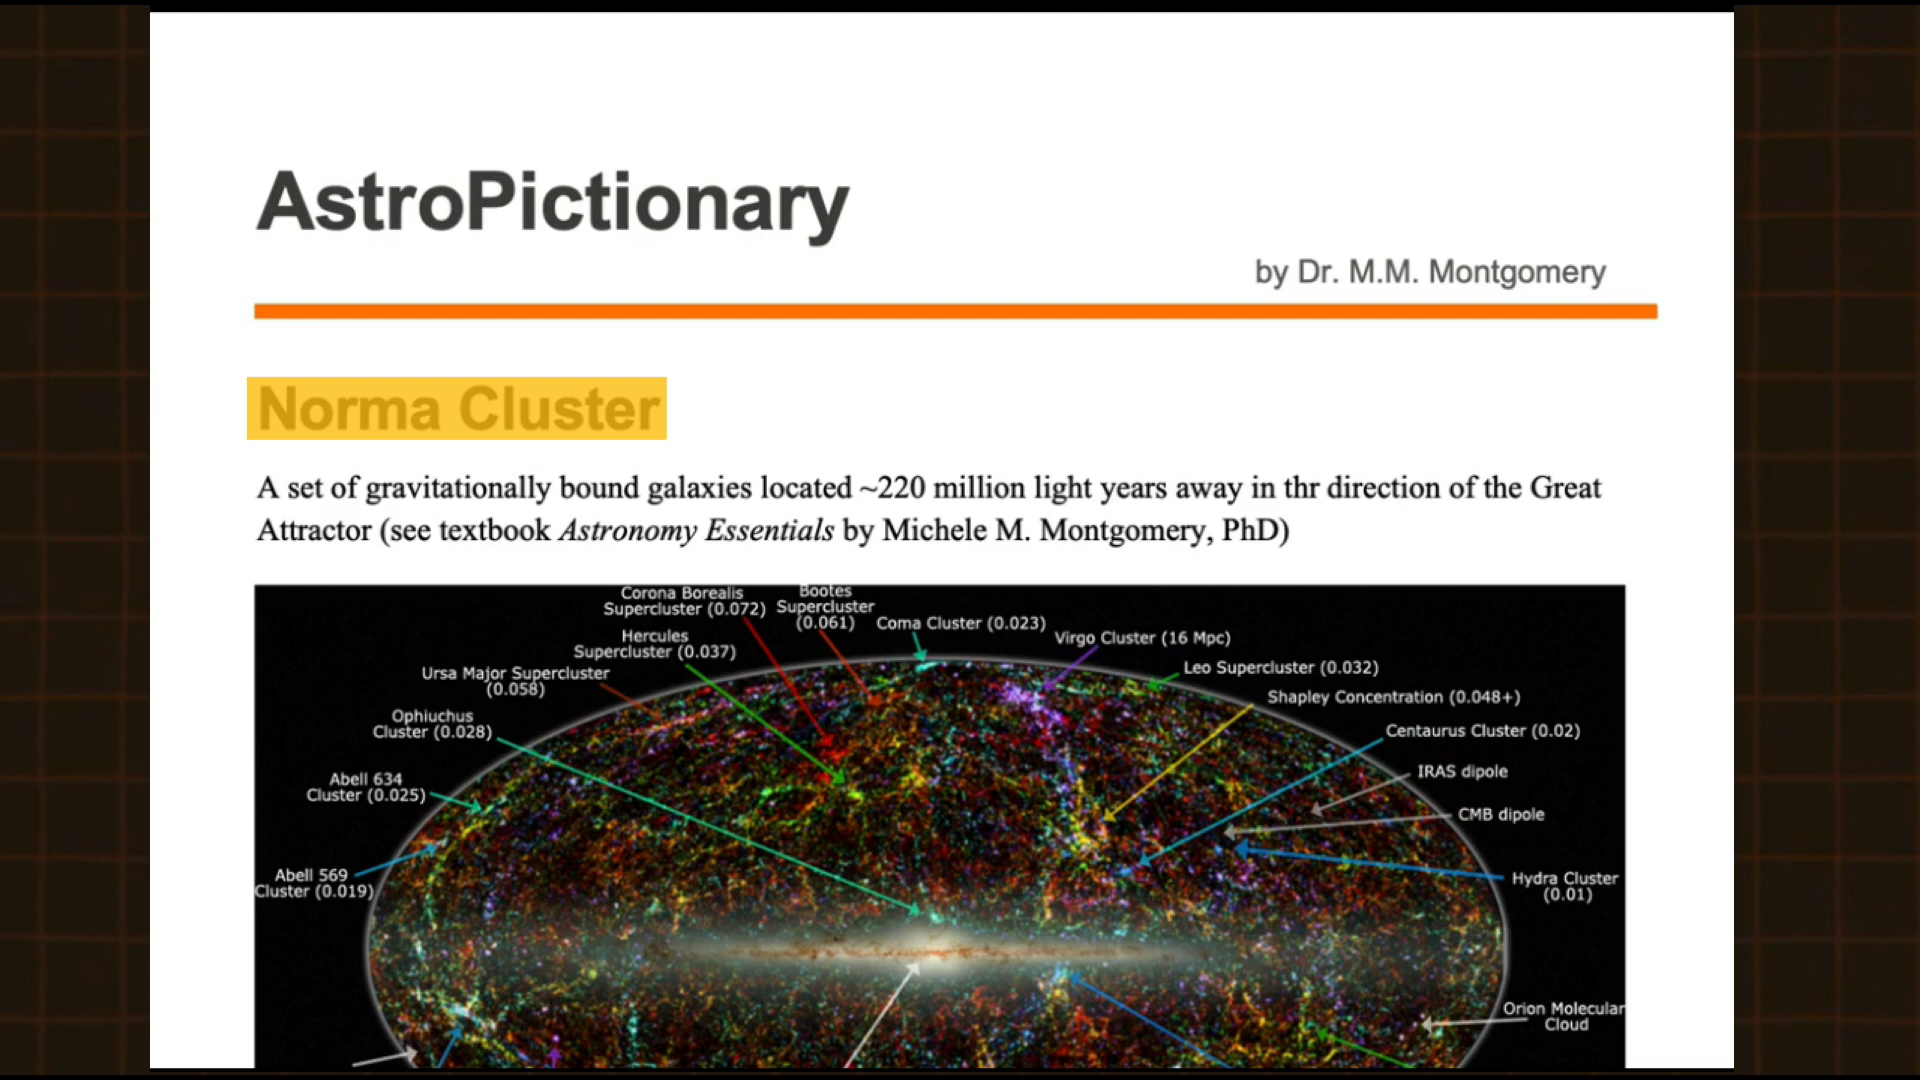 AstroPictionary
by Dr. M.M. Montgomery
Norma Cluster
A set of gravitationally bound galaxies located ~220 million light years away in thr direction of the Great
Attractor (see textbook Astronomy Essentials by Michele M. Montgomery, PhD)
Corona Borealis
Supercluster (0.072)
Bootes
Supercluster
(0.061)
Coma Cluster (0.023)
Hercules
Supercluster (0.037)
Virgo Cluster (16 Mpc)
Ursa Major Supercluster
(0.058)
Leo Supercluster (0.032)
Shapley Concentration (0.048+)
Ophiuchus
Cluster (0.028)
Centaurus Cluster (0.02)
IRAS dipole
Abell 634
Cluster (0.025)
CMB dipole
Abell 569
Cluster (0.019)
Hydra Cluster
(0.01)
Orion Molecular
Cloud